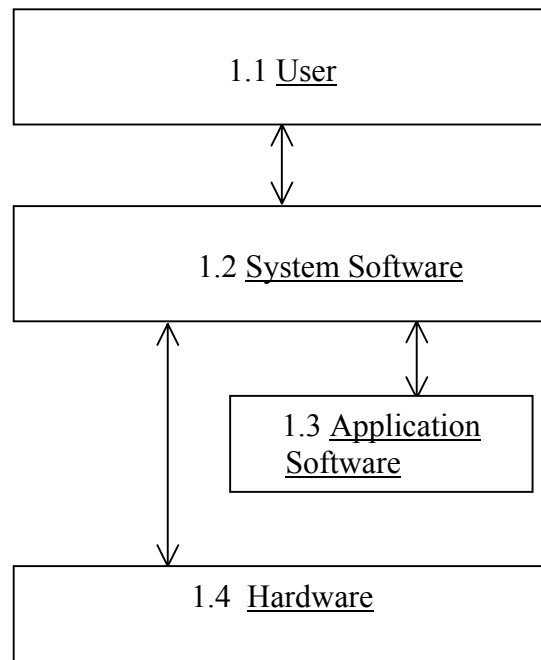 1.1 User
1.2 System Software
1.3 Application
Software
1.4 Hardware